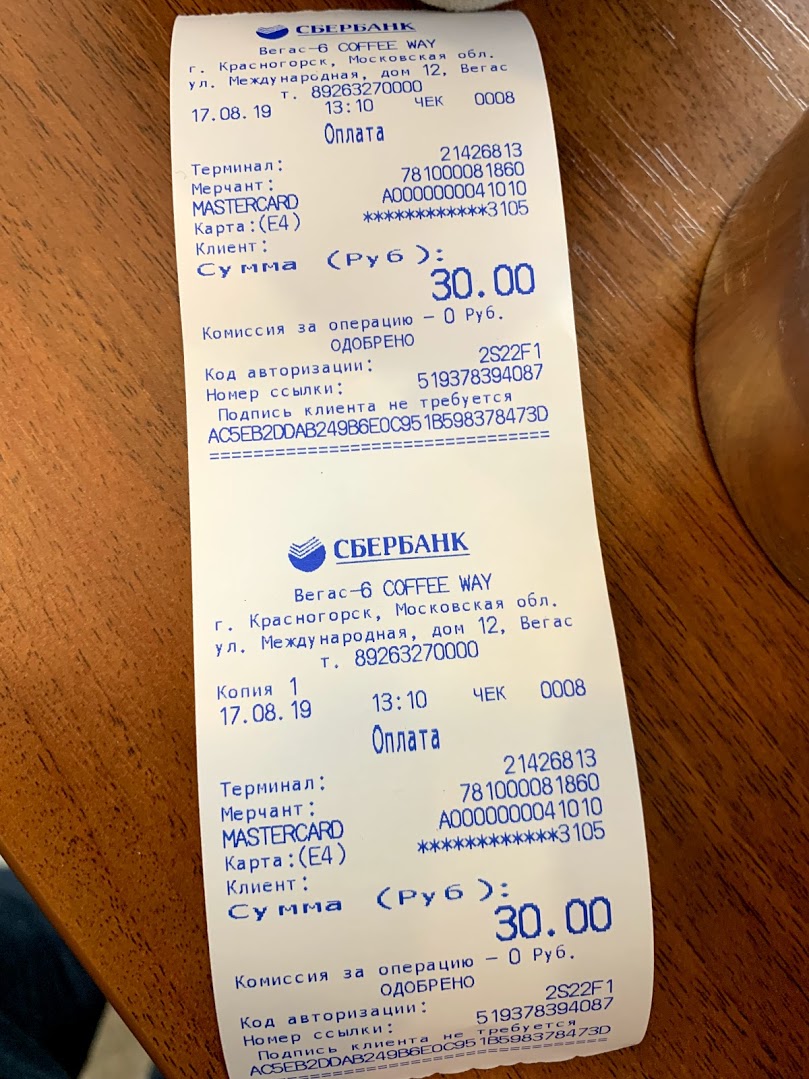 СБЕРБАНК
Вегас-6 COFFEE WAY
г. Красногорск, Московская обл.
ул. Международная, дом 12, Вегас
т. 89263270000
17.08.19 13:10 ЧЕК 0008
Оплата
Терминал: 21426813
Мерчант: 781000081860
MASTERCARD A0000000041010
Карта:(E4) ************3105
Клиент:
Сумма (Руб):
30.00
Комиссия за операцию - 0 Руб.
ОДОБРЕНО
Код авторизации: 2S22F1
Номер ссылки: 519378394087
Подпись клиента не требуется
AC5EB2DDAB249B6E0C951B598378473D
================================
СБЕРБАНК
Вегас-6 COFFEE WAY
г. Красногорск, Московская обл.
ул. Международная, дом 12, Вегас
т. 89263270000
Копия 1
17.08.19 13:10 ЧЕК 0008
Оплата
Терминал: 21426813
Мерчант: 781000081860
MASTERCARD A0000000041010
Карта:(E4) ************3105
Клиент:
Сумма (Руб):
30.00
Комиссия за операцию - 0 Руб.
ОДОБРЕНО
Код авторизации: 2S22F1
Номер ссылки: 519378394087
Подпись клиента не требуется
AC5EB2DDAB249B6E0C951B598378473D
================================